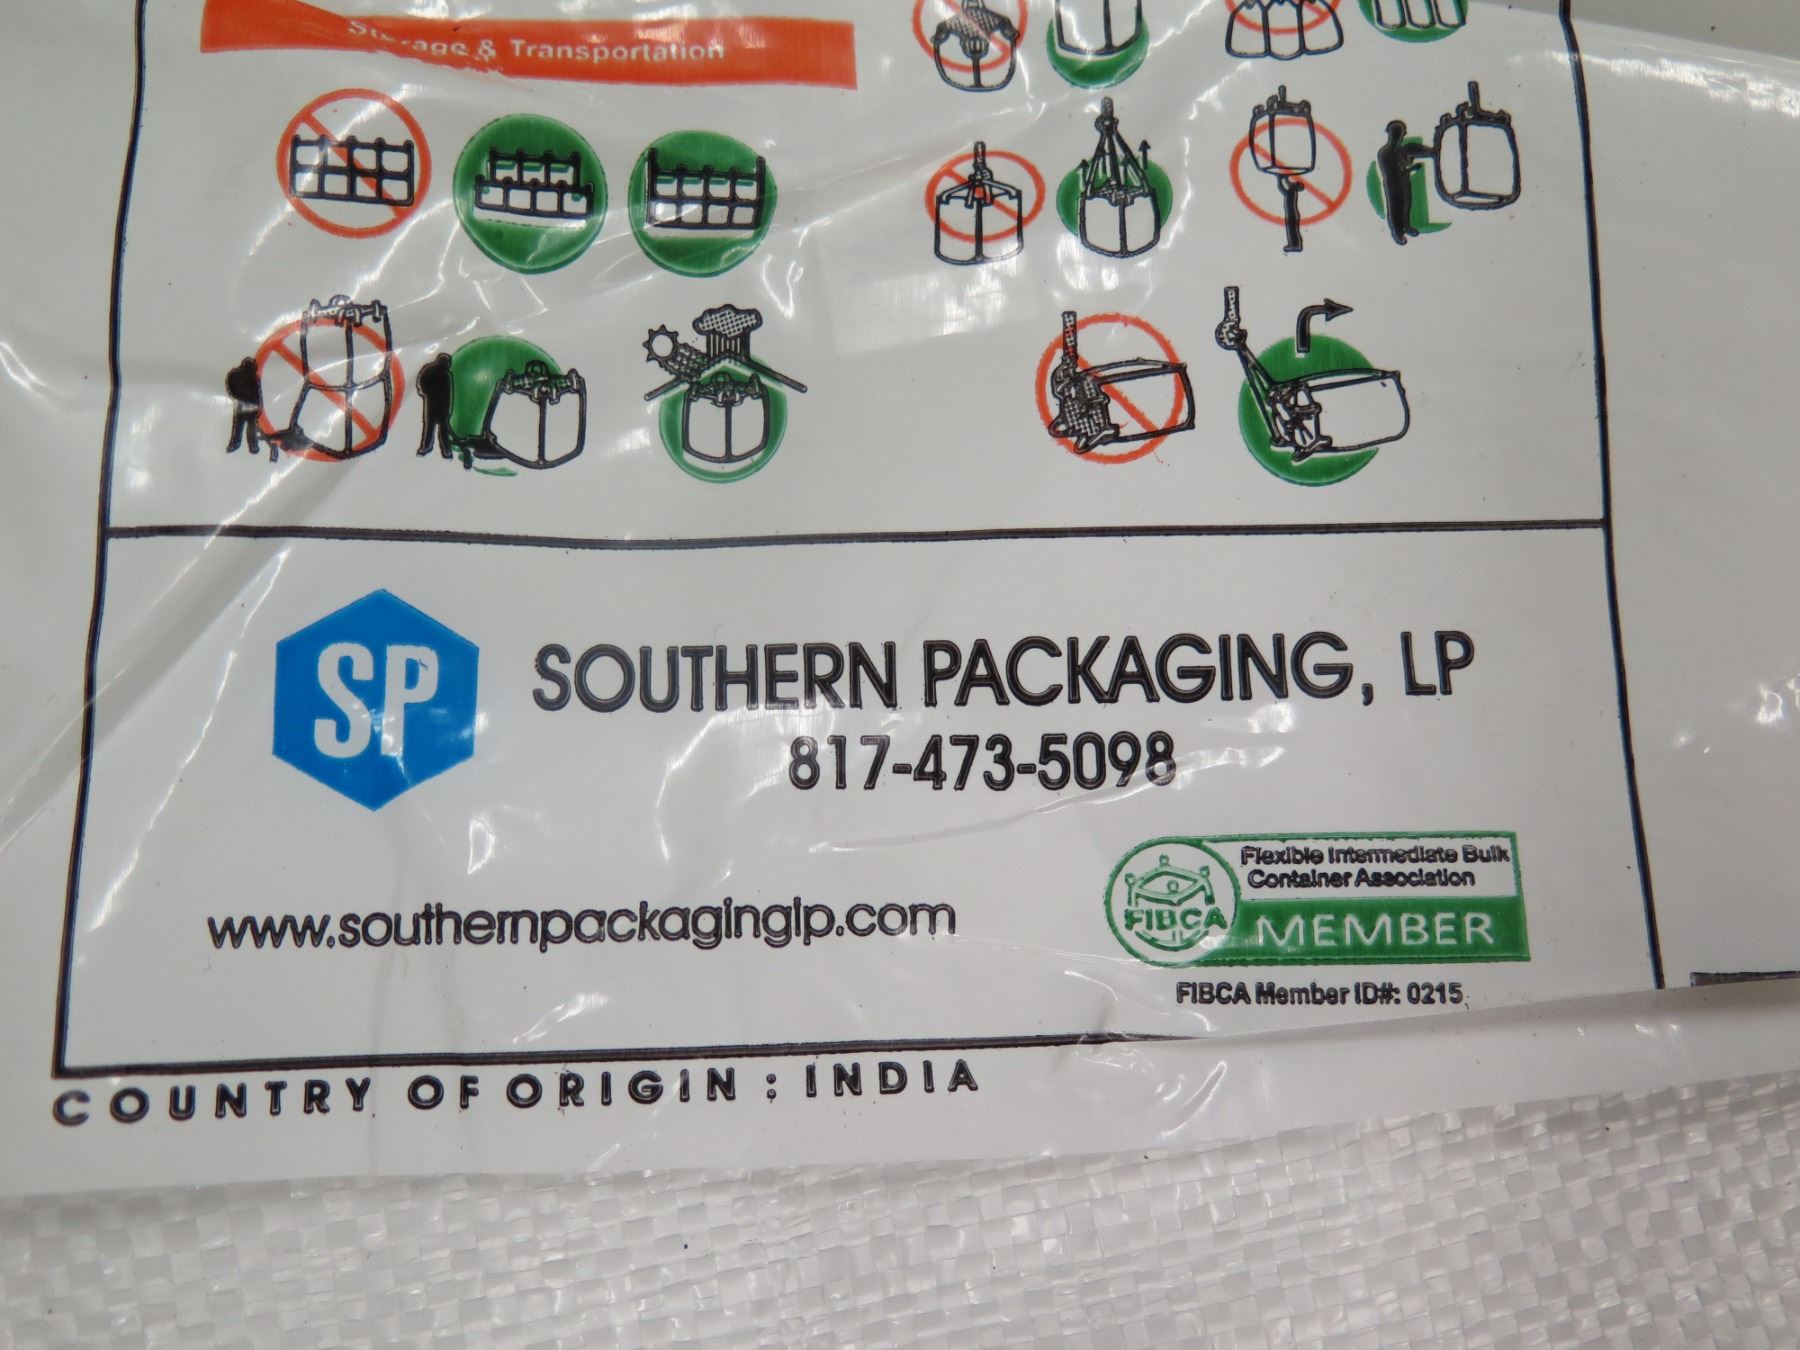 Storage & Transportation
SP
SOUTHERN PACKAGING, LP
817-473-5098
www.southernpackaginglp.com
Flexible Intermediate Bulk
Container Association
FIBCA
MEMBER
FIBCA Member ID#: 0215
COUNTRY OF ORIGIN : INDIA